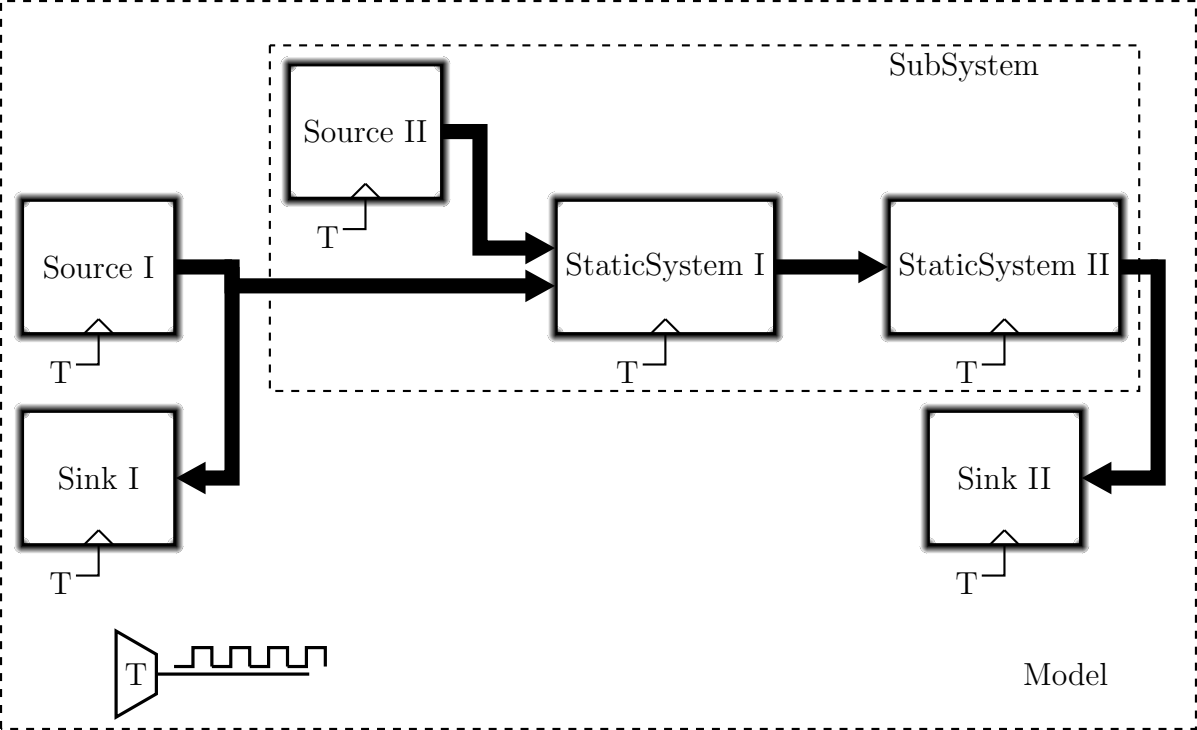 SubSystem
Source II
T
Source I
StaticSystem I
StaticSystem II
T
T
T
Sink I
Sink II
T
T
T
Model